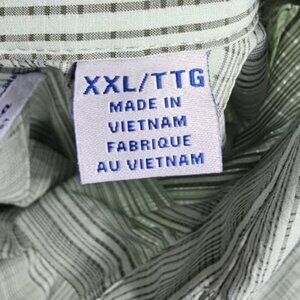 XXL/TTG
MADE IN
VIETNAM
FABRIQUE
AU VIETNAM